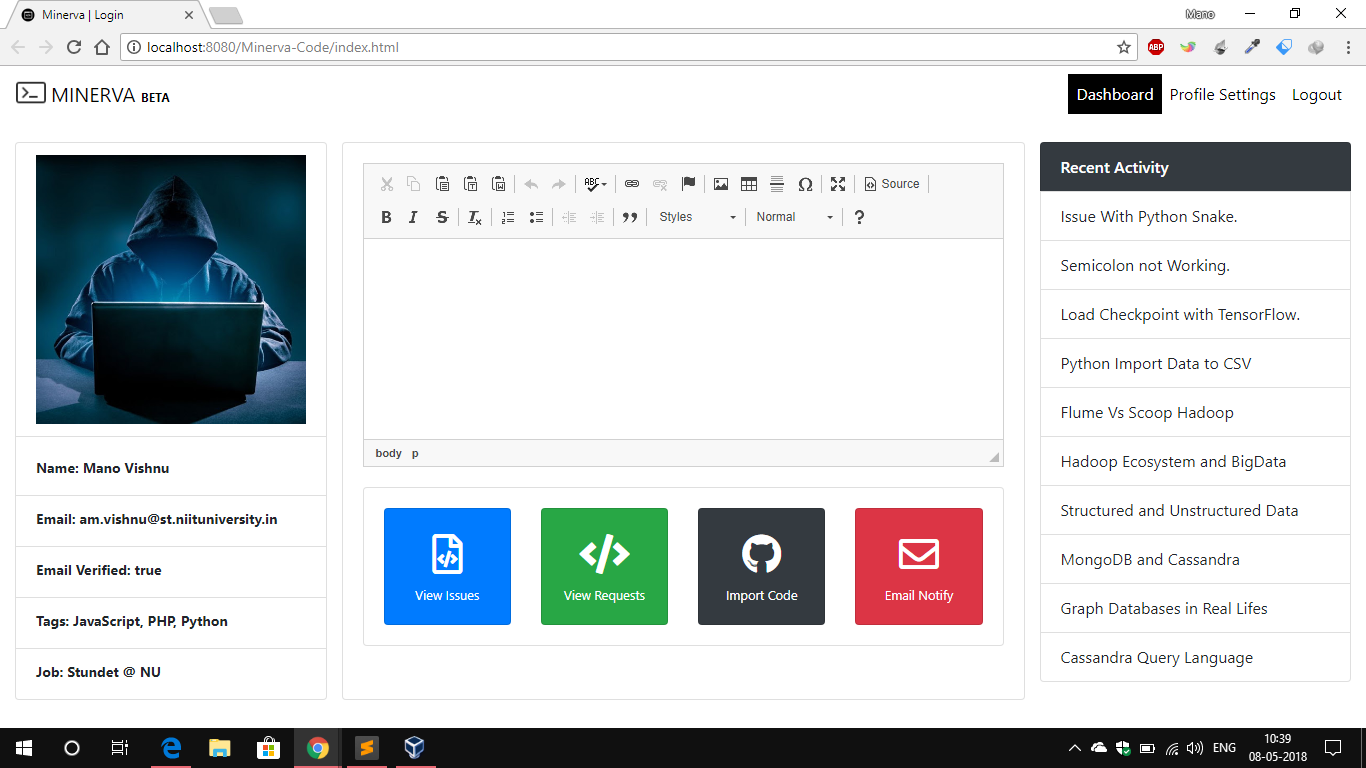 Minerva | Login
Mano
localhost:8080/Minerva-Code/index.html
ABP
MINERVA BETA
Dashboard
Profile Settings
Logout
Name: Mano Vishnu
Email: am.vishnu@st.niituniversity.in
Email Verified: true
Tags: JavaScript, PHP, Python
Job: Stundet @ NU
ABC
Source
B I S Tx
Styles
Normal
?
body p
View Issues
View Requests
Import Code
Email Notify
Recent Activity
Issue With Python Snake.
Semicolon not Working.
Load Checkpoint with TensorFlow.
Python Import Data to CSV
Flume Vs Scoop Hadoop
Hadoop Ecosystem and BigData
Structured and Unstructured Data
MongoDB and Cassandra
Graph Databases in Real Lifes
Cassandra Query Language
ENG
10:39
08-05-2018